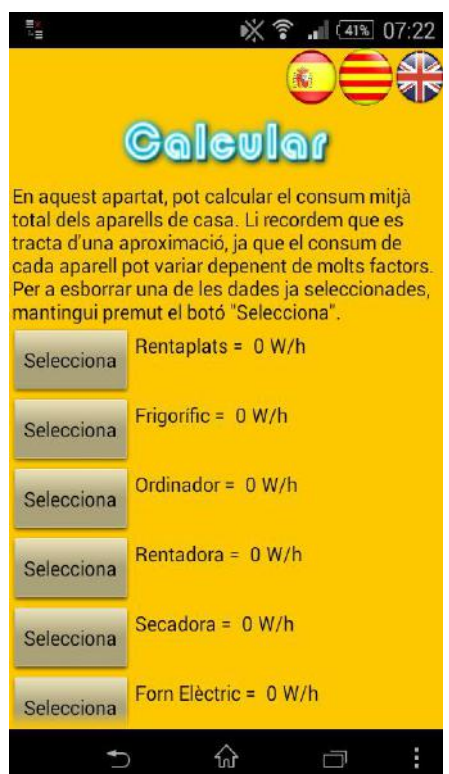 41% 07:22
Calcular
En aquest apartat, pot calcular el consum mitjà
total dels aparells de casa. Li recordem que es
tracta d'una aproximació, ja que el consum de
cada aparell pot variar depenent de molts factors.
Per a esborrar una de les dades ja seleccionades,
mantingui premut el botó "Selecciona".
Selecciona Rentaplats = 0 W/h
Selecciona Frigorífic = 0 W/h
Selecciona Ordinador = 0 W/h
Selecciona Rentadora = 0 W/h
Selecciona Secadora = 0 W/h
Selecciona Forn Elèctric = 0 W/h